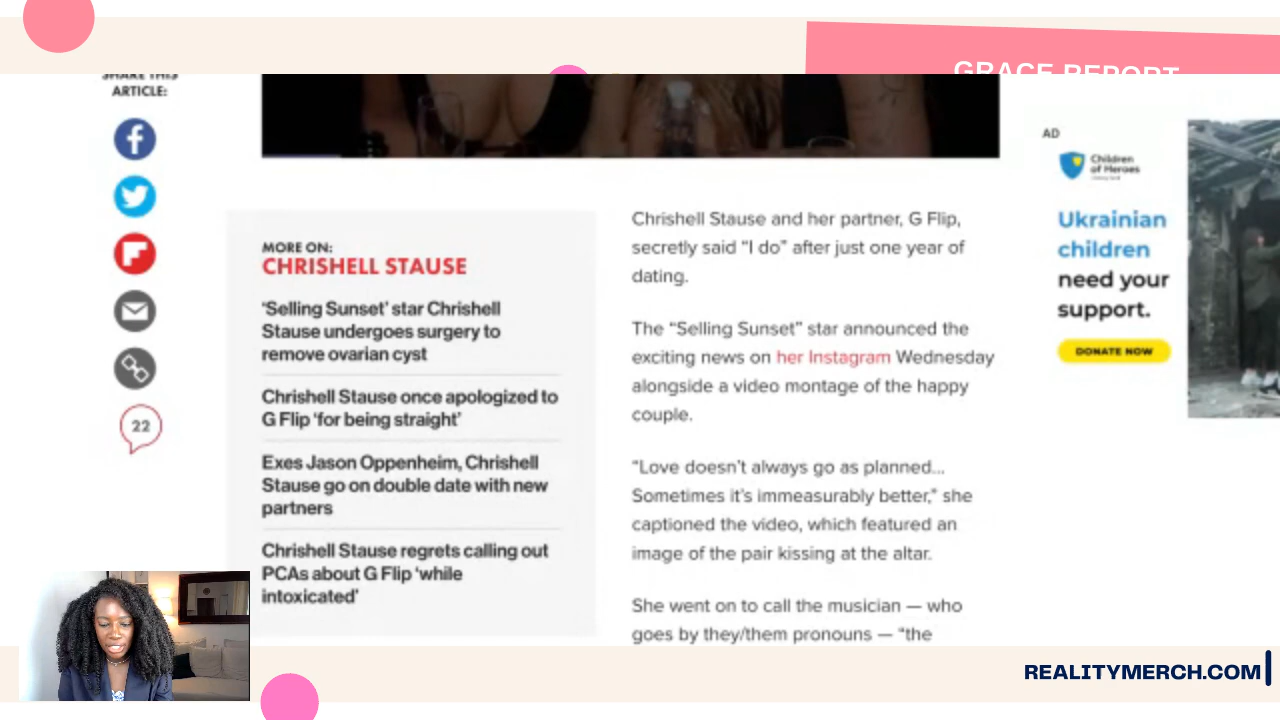 GRACE REPORT
SHARE THIS
ARTICLE:
22
MORE ON:
CHRISHELL STAUSE
‘Selling Sunset’ star Chrishell
Stause undergoes surgery to
remove ovarian cyst
Chrishell Stause once apologized to
G Flip ‘for being straight’
Exes Jason Oppenheim, Chrishell
Stause go on double date with new
partners
Chrishell Stause regrets calling out
PCAs about G Flip ‘while
intoxicated’
Chrishell Stause and her partner, G Flip,
secretly said “I do” after just one year of
dating.
The “Selling Sunset” star announced the
exciting news on her Instagram Wednesday
alongside a video montage of the happy
couple.
“Love doesn’t always go as planned…
Sometimes it’s immeasurably better,” she
captioned the video, which featured an
image of the pair kissing at the altar.
She went on to call the musician — who
goes by they/them pronouns — “the
AD
Children
of Heroes
Ukrainian
children
need your
support.
DONATE NOW
REALITYMERCH.COM